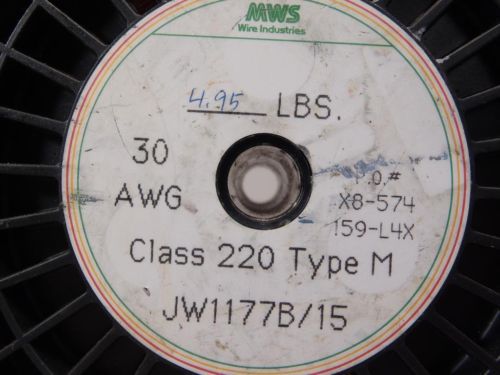 MWS
Wire Industries
4.95 LBS.
30
AWG
P.O.#
X8-574
159-L4X
Class 220 Type M
JW1177B/15